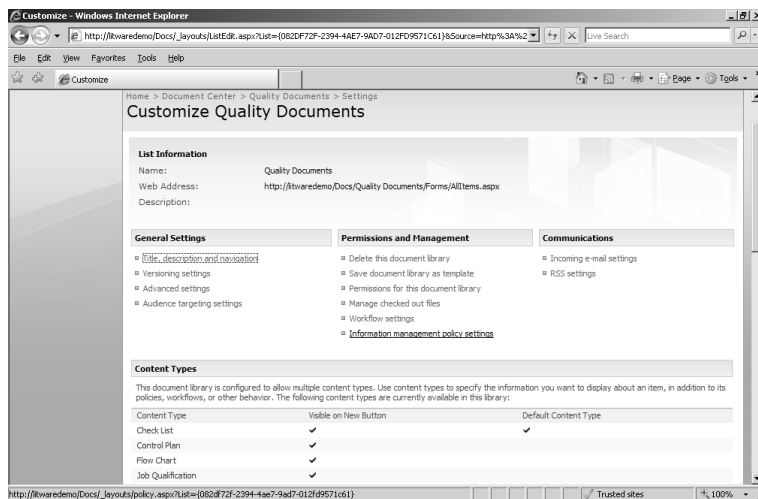 Customize - Windows Internet Explorer
http://litwaredemo/Docs/_layouts/ListEdit.aspx?List={082DF72F-2394-4AE7-9AD7-012FD9571C61}&Source=http%3A%2
Live Search
File Edit View Favorites Tools Help
Customize
Page Tools
Home > Document Center > Quality Documents > Settings
Customize Quality Documents
List Information
Name: Quality Documents
Web Address: http://litwaredemo/Docs/Quality Documents/Forms/AllItems.aspx
Description:
General Settings Permissions and Management Communications
Title, description and navigation Delete this document library Incoming e-mail settings
Versioning settings Save document library as template RSS settings
Advanced settings Permissions for this document library
Audience targeting settings Manage checked out files
Workflow settings
Information management policy settings
Content Types
This document library is configured to allow multiple content types. Use content types to specify the information you want to display about an item, in addition to its
policies, workflows, or other behavior. The following content types are currently available in this library:
Content Type Visible on New Button Default Content Type
Check List
Control Plan
Flow Chart
Job Qualification
http://litwaredemo/Docs/_layouts/policy.aspx?List={082df72f-2394-4ae7-9ad7-012fd9571c61} Trusted sites 100%